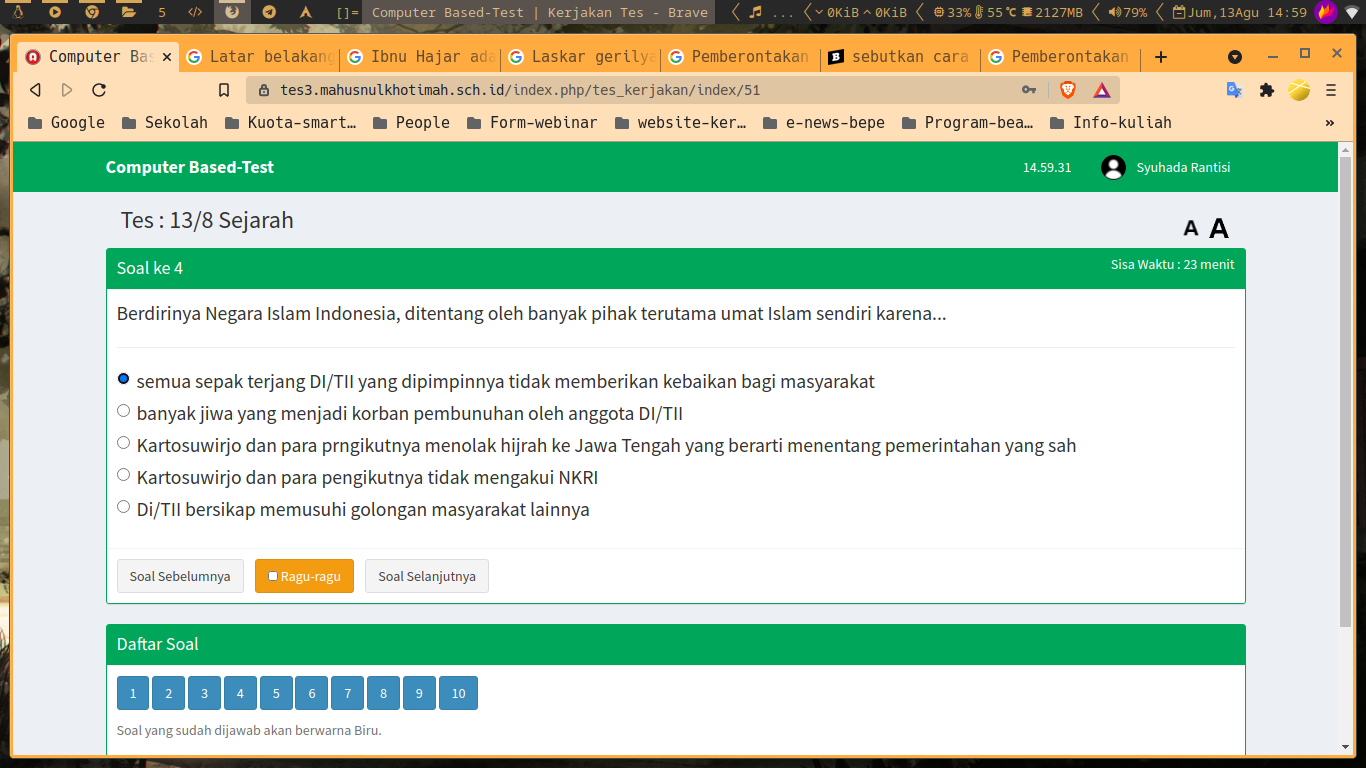 5 </> []= Computer Based-Test | Kerjakan Tes - Brave ... 0KiB 0KiB 33% 55 °C 2127MB 79% Jum,13Agu 14:59
Computer Bas Latar belakang Ibnu Hajar ada Laskar gerilya Pemberontakan sebutkan cara Pemberontakan
tes3.mahusnulkhotimah.sch.id/index.php/tes_kerjakan/index/51
Google Sekolah Kuota-smart... People Form-webinar website-ker... e-news-bepe Program-bea... Info-kuliah »
Computer Based-Test 14.59.31 Syuhada Rantisi
Tes : 13/8 Sejarah A A
Soal ke 4 Sisa Waktu : 23 menit
Berdirinya Negara Islam Indonesia, ditentang oleh banyak pihak terutama umat Islam sendiri karena...
semua sepak terjang DI/TII yang dipimpinnya tidak memberikan kebaikan bagi masyarakat
banyak jiwa yang menjadi korban pembunuhan oleh anggota DI/TII
Kartosuwirjo dan para prngikutnya menolak hijrah ke Jawa Tengah yang berarti menentang pemerintahan yang sah
Kartosuwirjo dan para pengikutnya tidak mengakui NKRI
Di/TII bersikap memusuhi golongan masyarakat lainnya
Soal Sebelumnya Ragu-ragu Soal Selanjutnya
Daftar Soal
1 2 3 4 5 6 7 8 9 10
Soal yang sudah dijawab akan berwarna Biru.